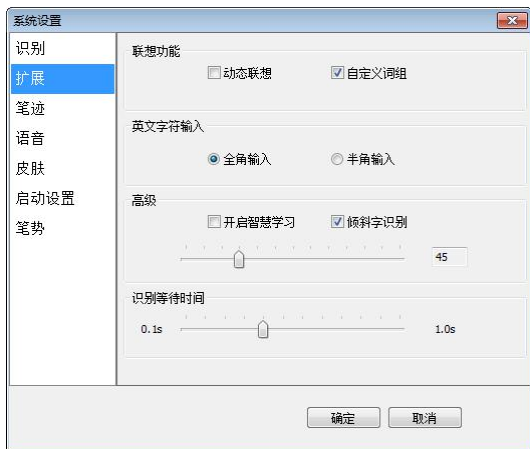 系统设置
识别
扩展
笔迹
语音
皮肤
启动设置
笔势
联想功能
动态联想 自定义词组
英文字符输入
全角输入 半角输入
高级
开启智慧学习 倾斜字识别
45
识别等待时间
0.1s 1.0s
确定 取消